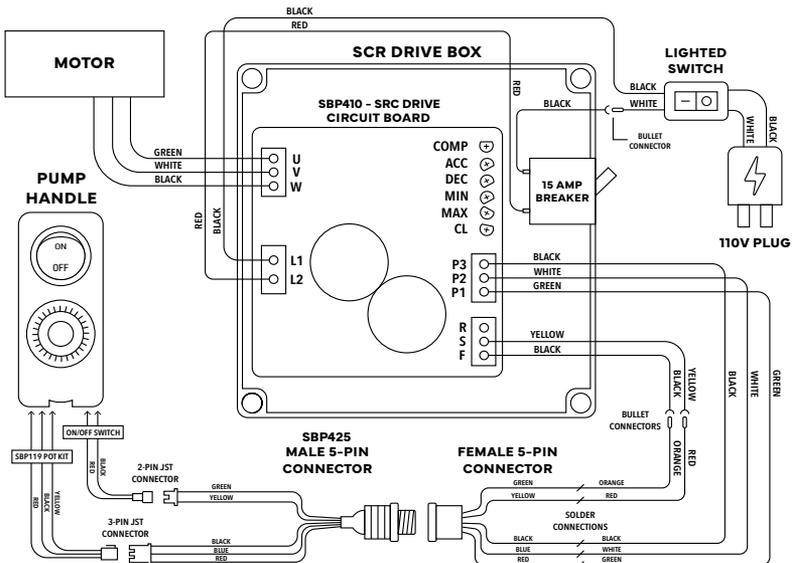 BLACK
RED
MOTOR
SCR DRIVE BOX
LIGHTED
SWITCH
SBP410 - SRC DRIVE
CIRCUIT BOARD
RED
BLACK
BLACK
WHITE
BULLET
CONNECTOR
WHITE
BLACK
110V PLUG
GREEN
WHITE
BLACK
U
V
W
COMP
ACC
DEC
MIN
MAX
CL
15 AMP
BREAKER
PUMP
HANDLE
ON
OFF
RED
BLACK
L1
L2
P3
P2
P1
BLACK
WHITE
GREEN
R
S
F
YELLOW
BLACK
BLACK
YELLOW
BLACK
WHITE
GREEN
BULLET
CONNECTORS
ORANGE
RED
ON/OFF SWITCH
SBP119 POT KIT
RED
BLACK
RED
BLACK
YELLOW
2-PIN JST
CONNECTOR
3-PIN JST
CONNECTOR
SBP425
MALE 5-PIN
CONNECTOR
FEMALE 5-PIN
CONNECTOR
GREEN
YELLOW
BLACK
BLUE
RED
GREEN
ORANGE
YELLOW
RED
SOLDER
CONNECTIONS
BLACK
BLACK
BLUE
WHITE
RED
GREEN